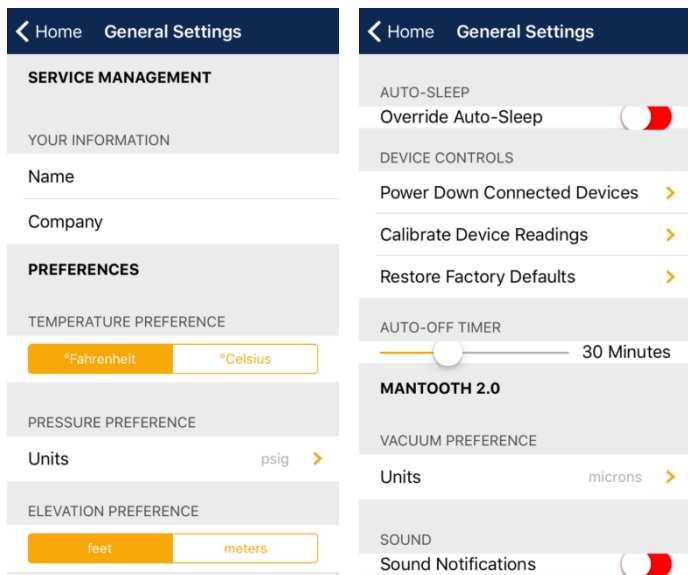 Home General Settings
SERVICE MANAGEMENT
YOUR INFORMATION
Name
Company
PREFERENCES
TEMPERATURE PREFERENCE
°Fahrenheit °Celsius
PRESSURE PREFERENCE
Units psig
ELEVATION PREFERENCE
feet meters
Home General Settings
AUTO-SLEEP
Override Auto-Sleep
DEVICE CONTROLS
Power Down Connected Devices
Calibrate Device Readings
Restore Factory Defaults
AUTO-OFF TIMER
30 Minutes
MANTOOTH 2.0
VACUUM PREFERENCE
Units microns
SOUND
Sound Notifications